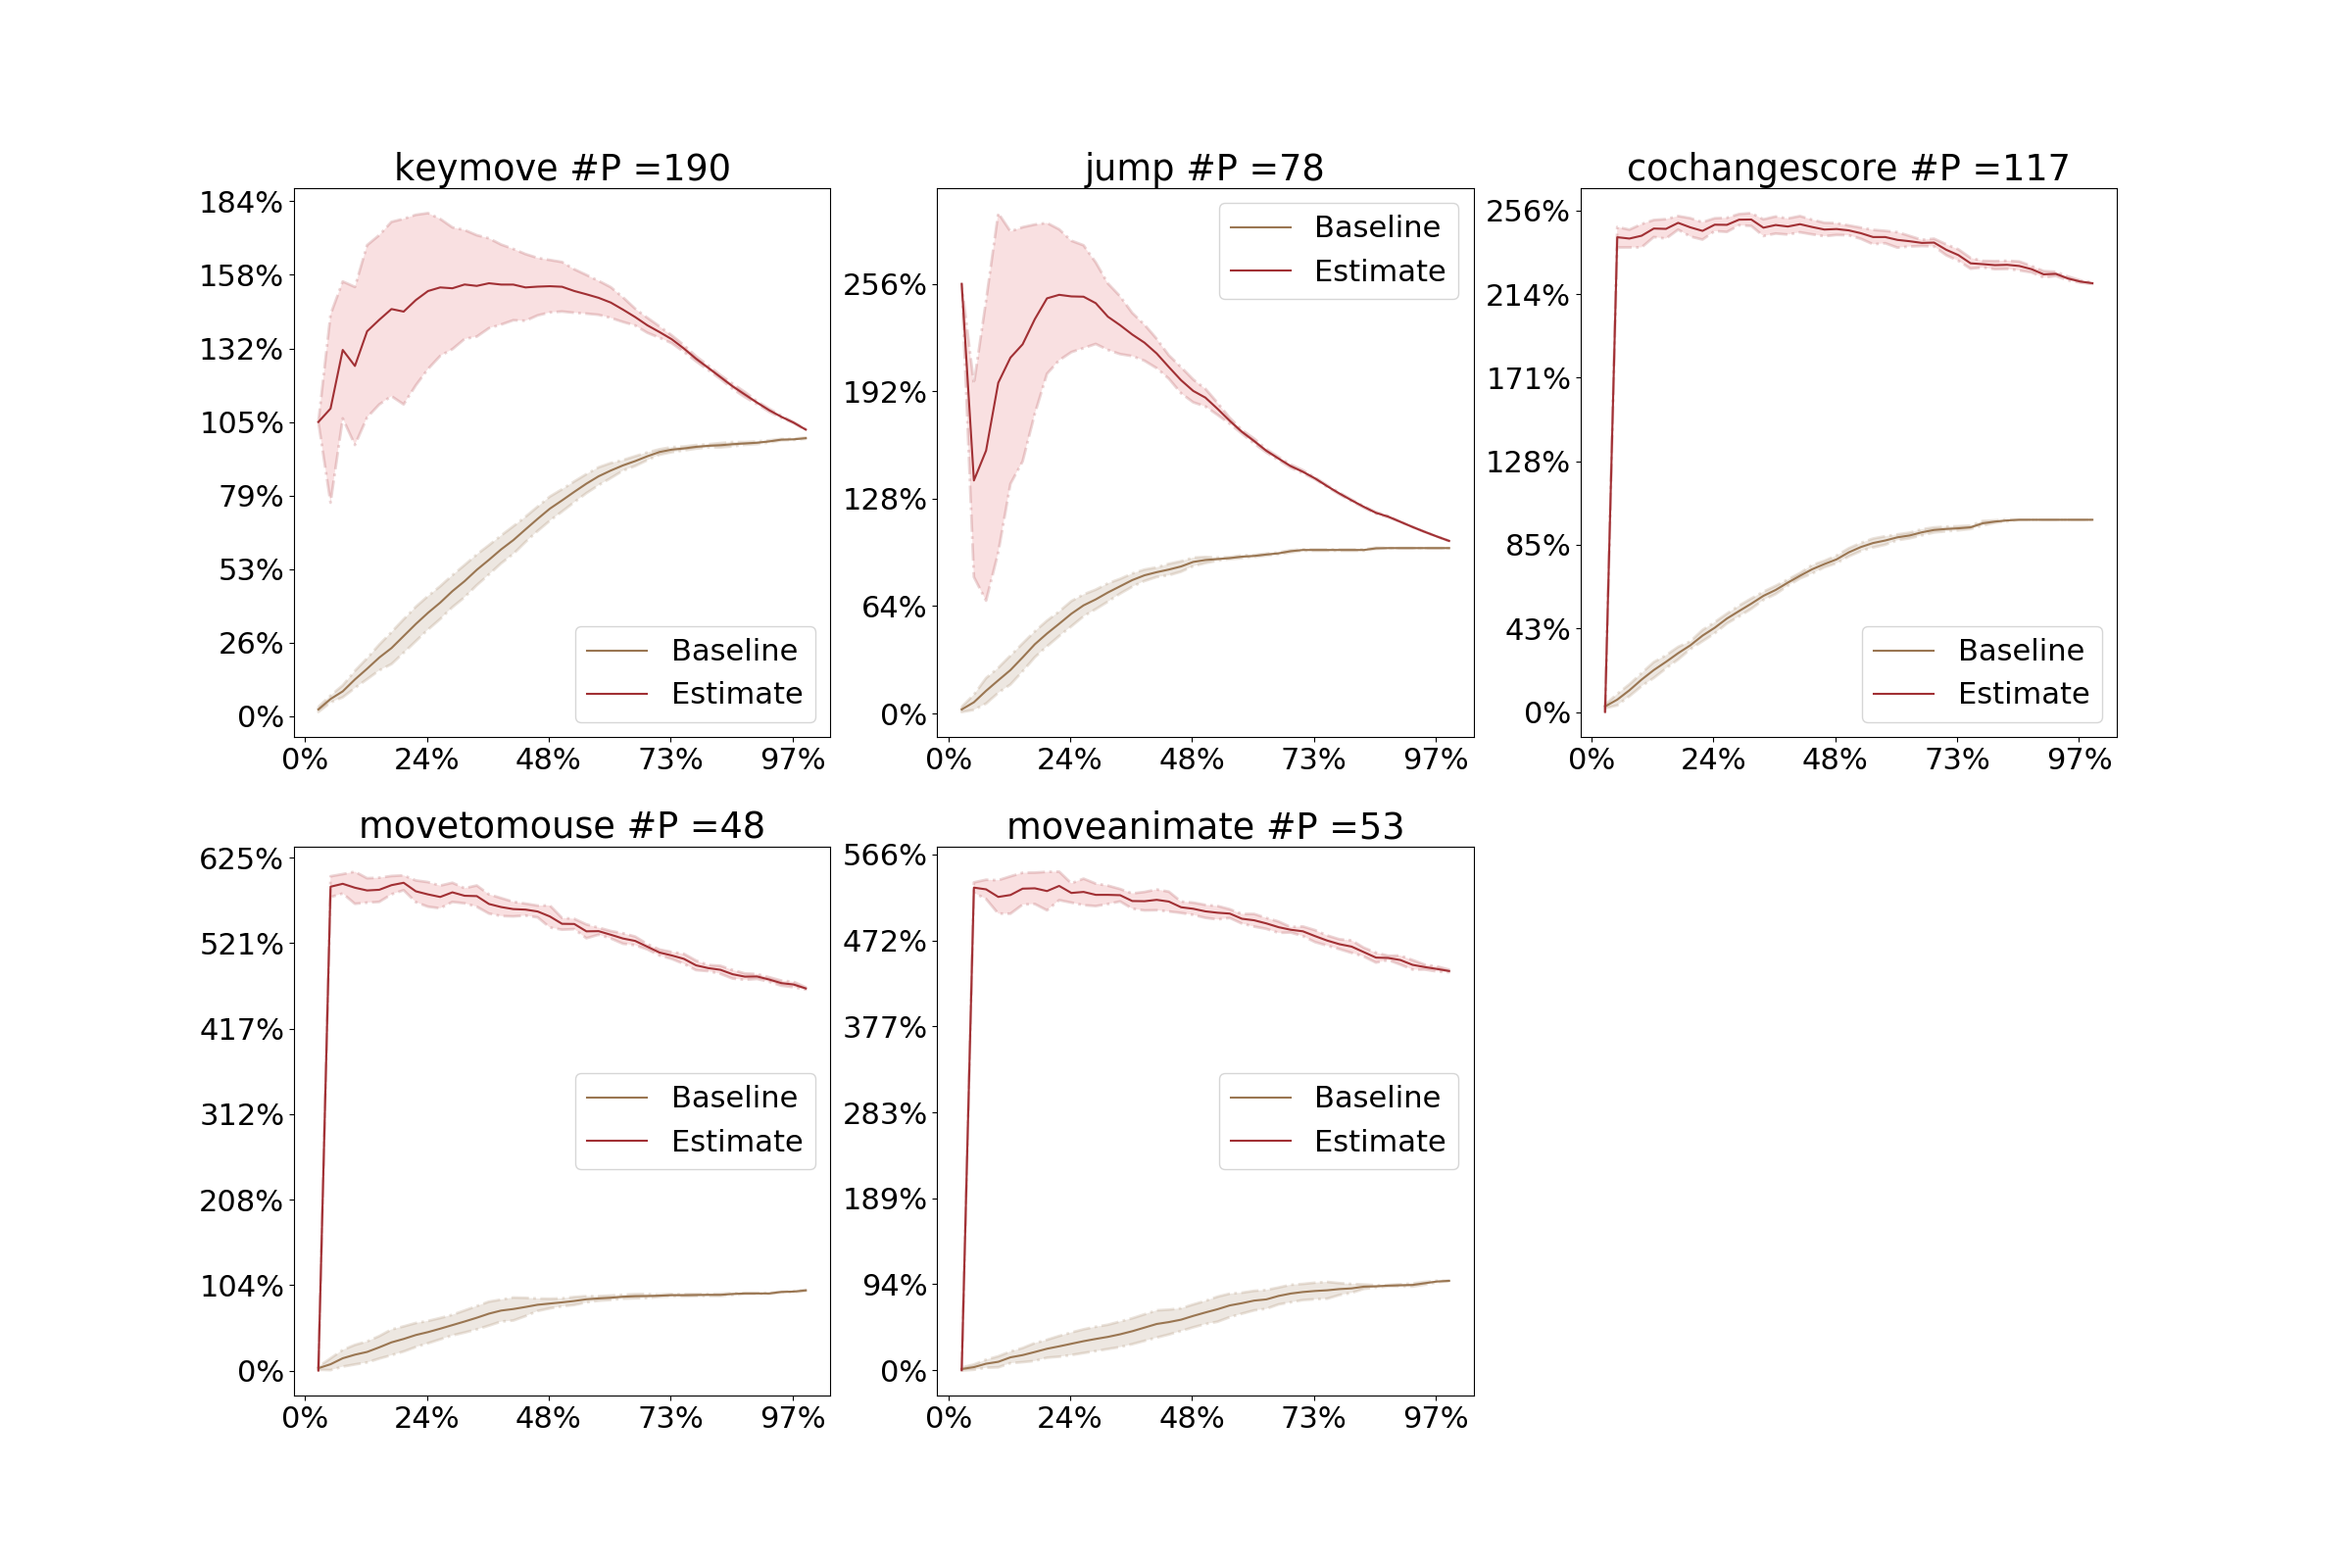 keymove #P =190
184%
158%
132%
105%
79%
53%
26%
0%
Baseline
Estimate
0% 24% 48% 73% 97%
jump #P =78
256%
192%
128%
64%
0%
Baseline
Estimate
0% 24% 48% 73% 97%
cochangescore #P =117
256%
214%
171%
128%
85%
43%
0%
Baseline
Estimate
0% 24% 48% 73% 97%
movetomouse #P =48
625%
521%
417%
312%
208%
104%
0%
Baseline
Estimate
0% 24% 48% 73% 97%
moveanimate #P =53
566%
472%
377%
283%
189%
94%
0%
Baseline
Estimate
0% 24% 48% 73% 97%